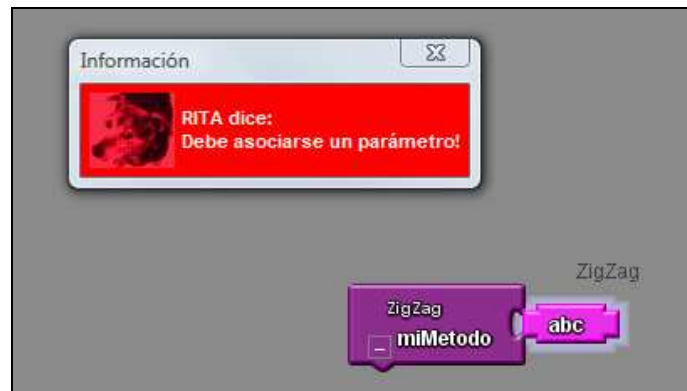 Información
RITA dice:
Debe asociarse un parámetro!
ZigZag
ZigZag
_ miMetodo
abc